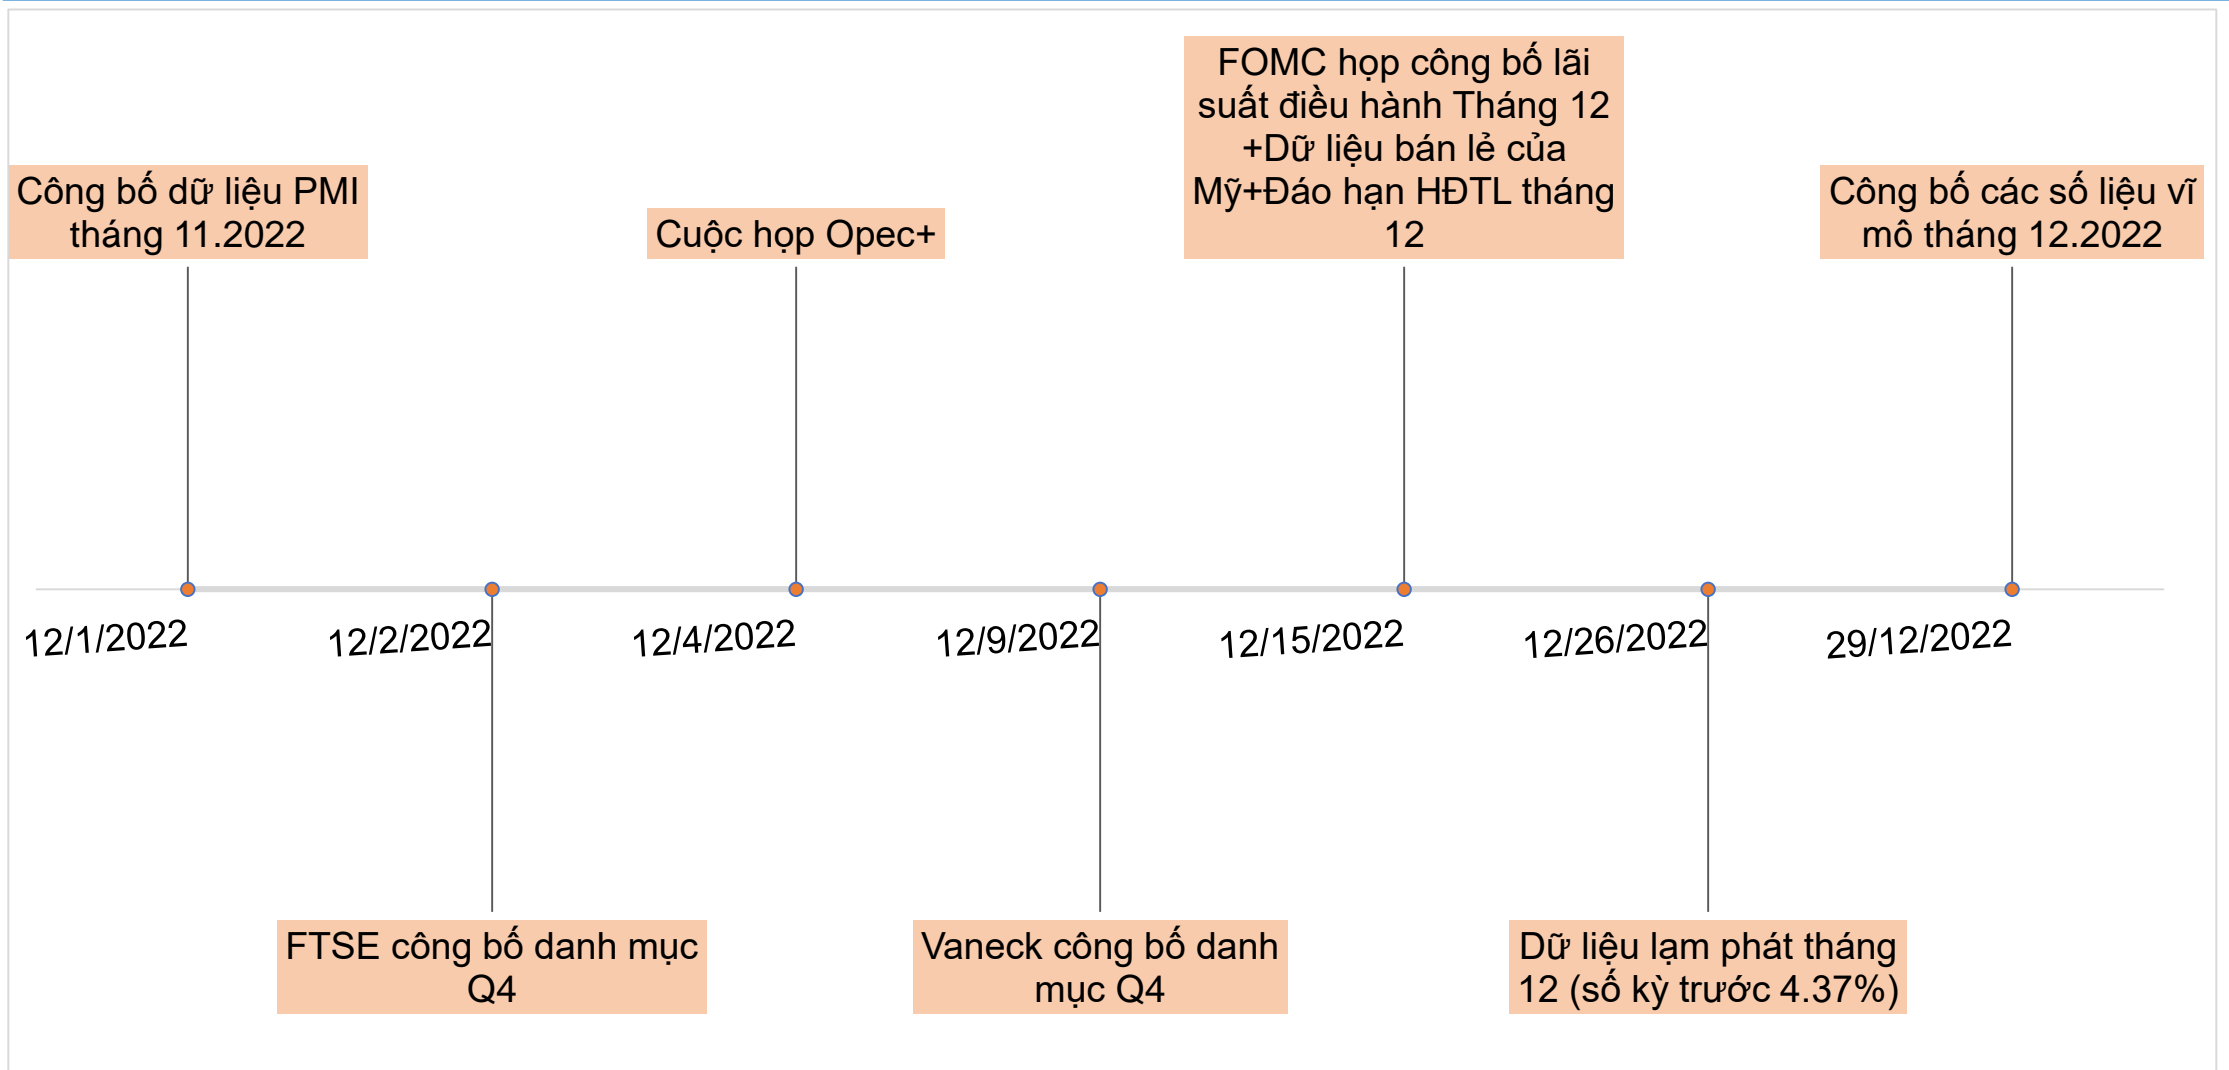 FOMC họp công bố lãi
suất điều hành Tháng 12
+Dữ liệu bán lẻ của
Mỹ+Đáo hạn HĐTL tháng
12
Công bố dữ liệu PMI
tháng 11.2022
Cuộc họp Opec+
Công bố các số liệu vĩ
mô tháng 12.2022
12/1/2022
12/2/2022
12/4/2022
12/9/2022
12/15/2022
12/26/2022
29/12/2022
FTSE công bố danh mục
Q4
Vaneck công bố danh
mục Q4
Dữ liệu lạm phát tháng
12 (số kỳ trước 4.37%)